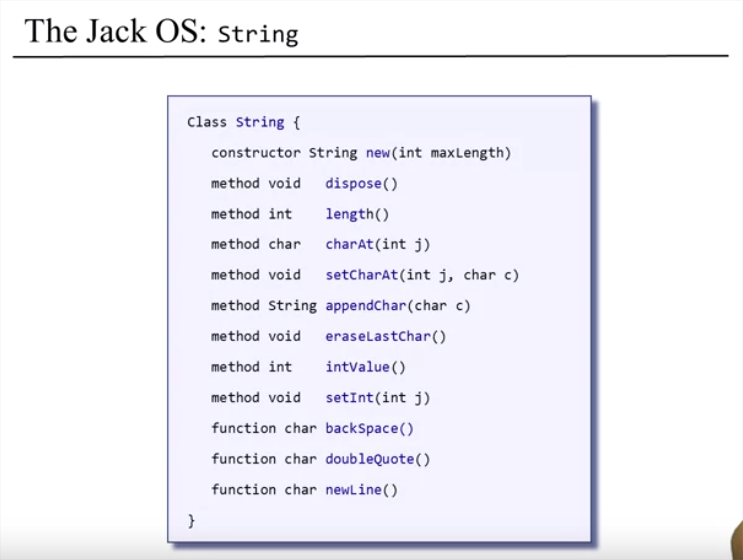 The Jack OS: String
Class String {
constructor String new(int maxLength)
method void dispose()
method int length()
method char charAt(int j)
method void setCharAt(int j, char c)
method String appendChar(char c)
method void eraseLastChar()
method int intValue()
method void setInt(int j)
function char backSpace()
function char doubleQuote()
function char newLine()
}